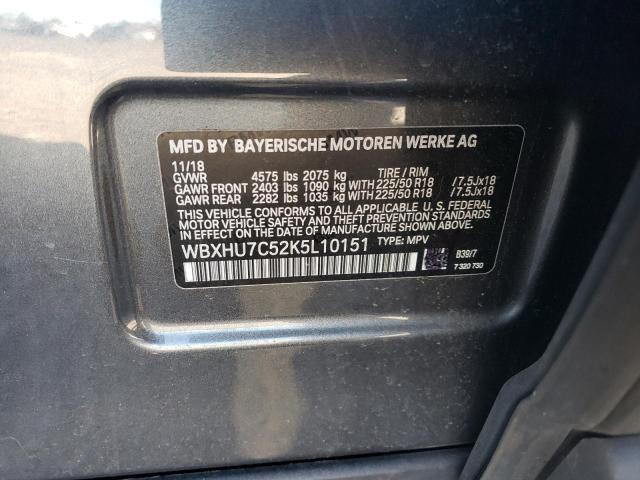 MFD BY BAYERISCHE MOTOREN WERKE AG
11/18
GVWR 4575 lbs 2075 kg TIRE / RIM
GAWR FRONT 2403 lbs 1090 kg WITH 225/50 R18 /7.5Jx18
GAWR REAR 2282 lbs 1035 kg WITH 225/50 R18 /7.5Jx18
THIS VEHICLE CONFORMS TO ALL APPLICABLE U. S. FEDERAL
MOTOR VEHICLE SAFETY, BUMPER, AND THEFT PREVENTION STANDARDS
IN EFFECT ON THE DATE OF MANUFACTURE SHOWN ABOVE.
WBXHU7C52K5L10151 TYPE: MPV
B39/7
7 320 730